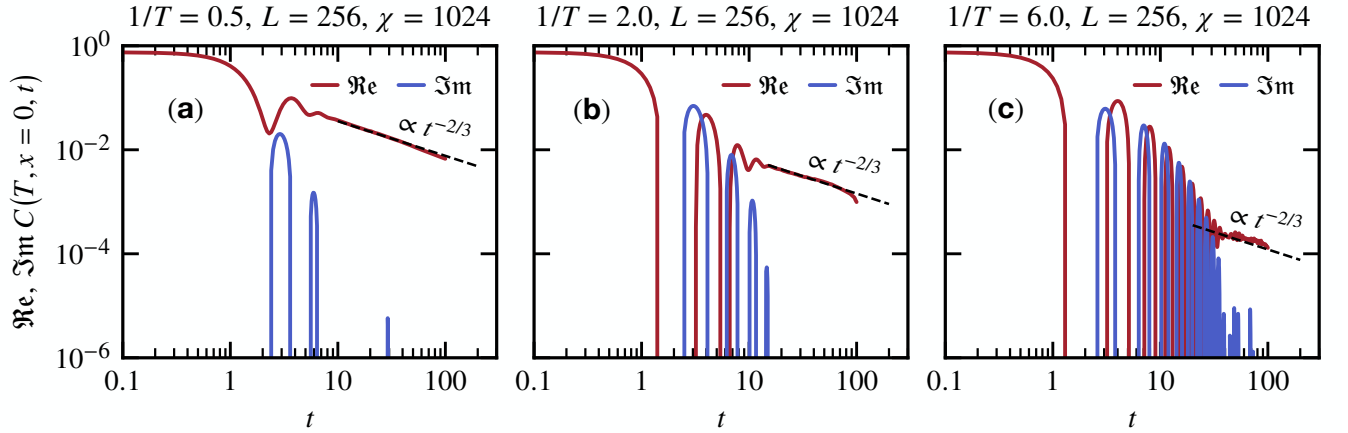 1/T = 0.5, L = 256, χ = 1024
1/T = 2.0, L = 256, χ = 1024
1/T = 6.0, L = 256, χ = 1024
ℜe, ℑm C(T, x = 0, t)
10⁰
10⁻²
10⁻⁴
10⁻⁶
(a)
ℜe
ℑm
∝ t⁻²/³
0.1
1
10
100
t
(b)
ℜe
ℑm
∝ t⁻²/³
0.1
1
10
100
t
(c)
ℜe
ℑm
∝ t⁻²/³
0.1
1
10
100
t